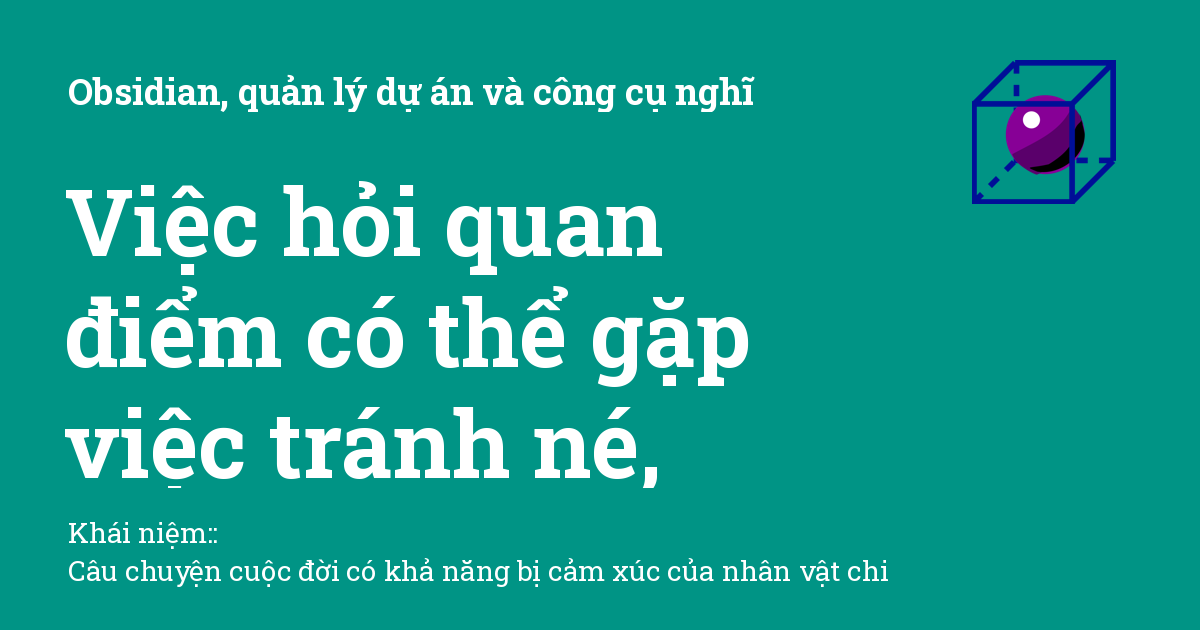 Obsidian, quản lý dự án và công cụ nghĩ
Việc hỏi quan
điểm có thể gặp
việc tránh né,
Khái niệm::
Câu chuyện cuộc đời có khả năng bị cảm xúc của nhân vật chi